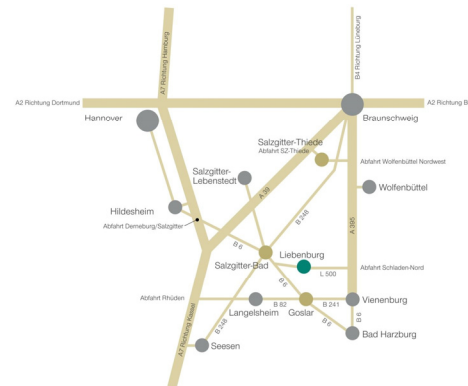 A7 Richtung Hamburg
B4 Richtung Lüneburg
A2 Richtung Dortmund
A2 Richtung B
Hannover
Braunschweig
Salzgitter-Thiede
Abfahrt SZ-Thiede
Abfahrt Wolfenbüttel Nordwest
Salzgitter-
Lebenstedt
Wolfenbüttel
A 39
B 248
A 395
Hildesheim
Abfahrt Derneburg/Salzgitter
B 6
Liebenburg
Salzgitter-Bad
L 500
Abfahrt Schladen-Nord
B 6
Abfahrt Rhüden
B 82
B 241
Langelsheim
Goslar
Vienenburg
B 248
B 6
B 6
Bad Harzburg
Seesen
A7 Richtung Kassel